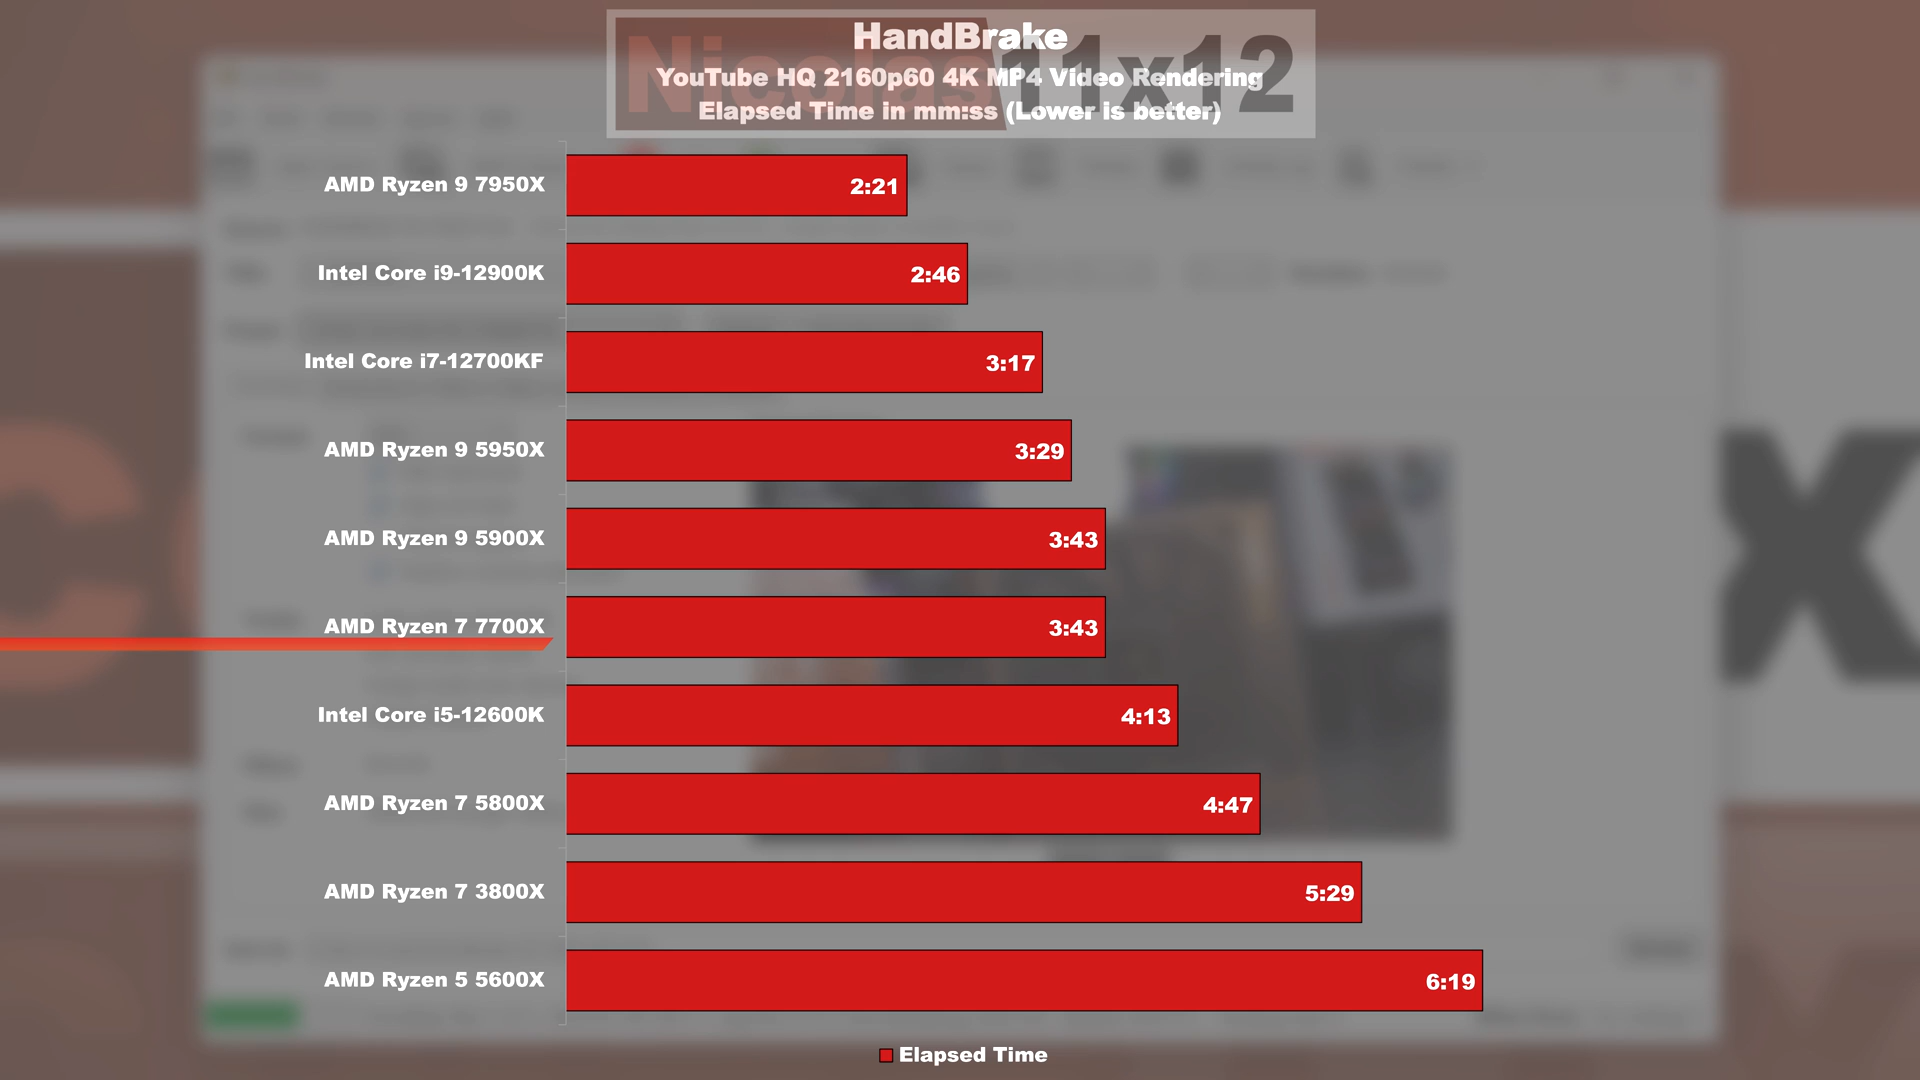 Nicolas11x12
HandBrake
YouTube HQ 2160p60 4K MP4 Video Rendering
Elapsed Time in mm:ss (Lower is better)
AMD Ryzen 9 7950X 2:21
Intel Core i9-12900K 2:46
Intel Core i7-12700KF 3:17
AMD Ryzen 9 5950X 3:29
AMD Ryzen 9 5900X 3:43
AMD Ryzen 7 7700X 3:43
Intel Core i5-12600K 4:13
AMD Ryzen 7 5800X 4:47
AMD Ryzen 7 3800X 5:29
AMD Ryzen 5 5600X 6:19
Elapsed Time